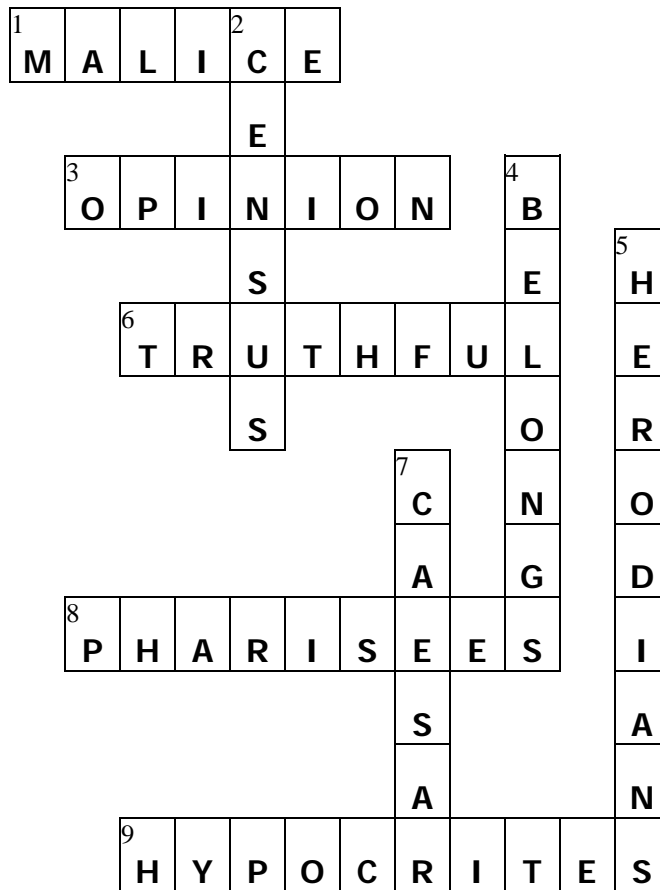 1 2
M A L I C E
E
3 4
O P I N I O N B
5
S E H
6
T R U T H F U L E
S O R
7
C N O
A G D
8
P H A R I S E E S I
S A
A N
9
H Y P O C R I T E S